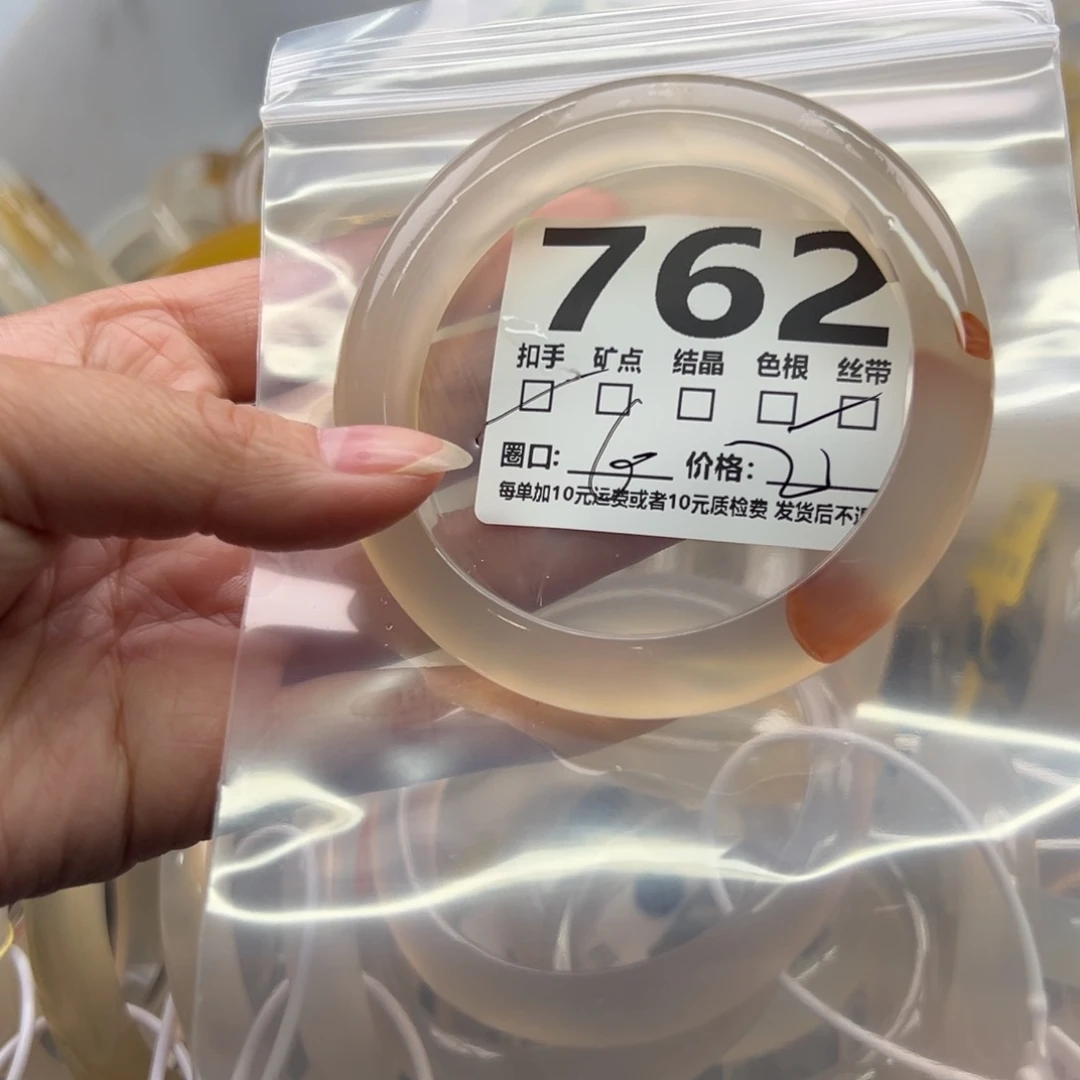 762
扣手 矿点 结晶 色根 丝带
圈口: 价格: 21
每单加10元运费或者10元质检费 发货后不